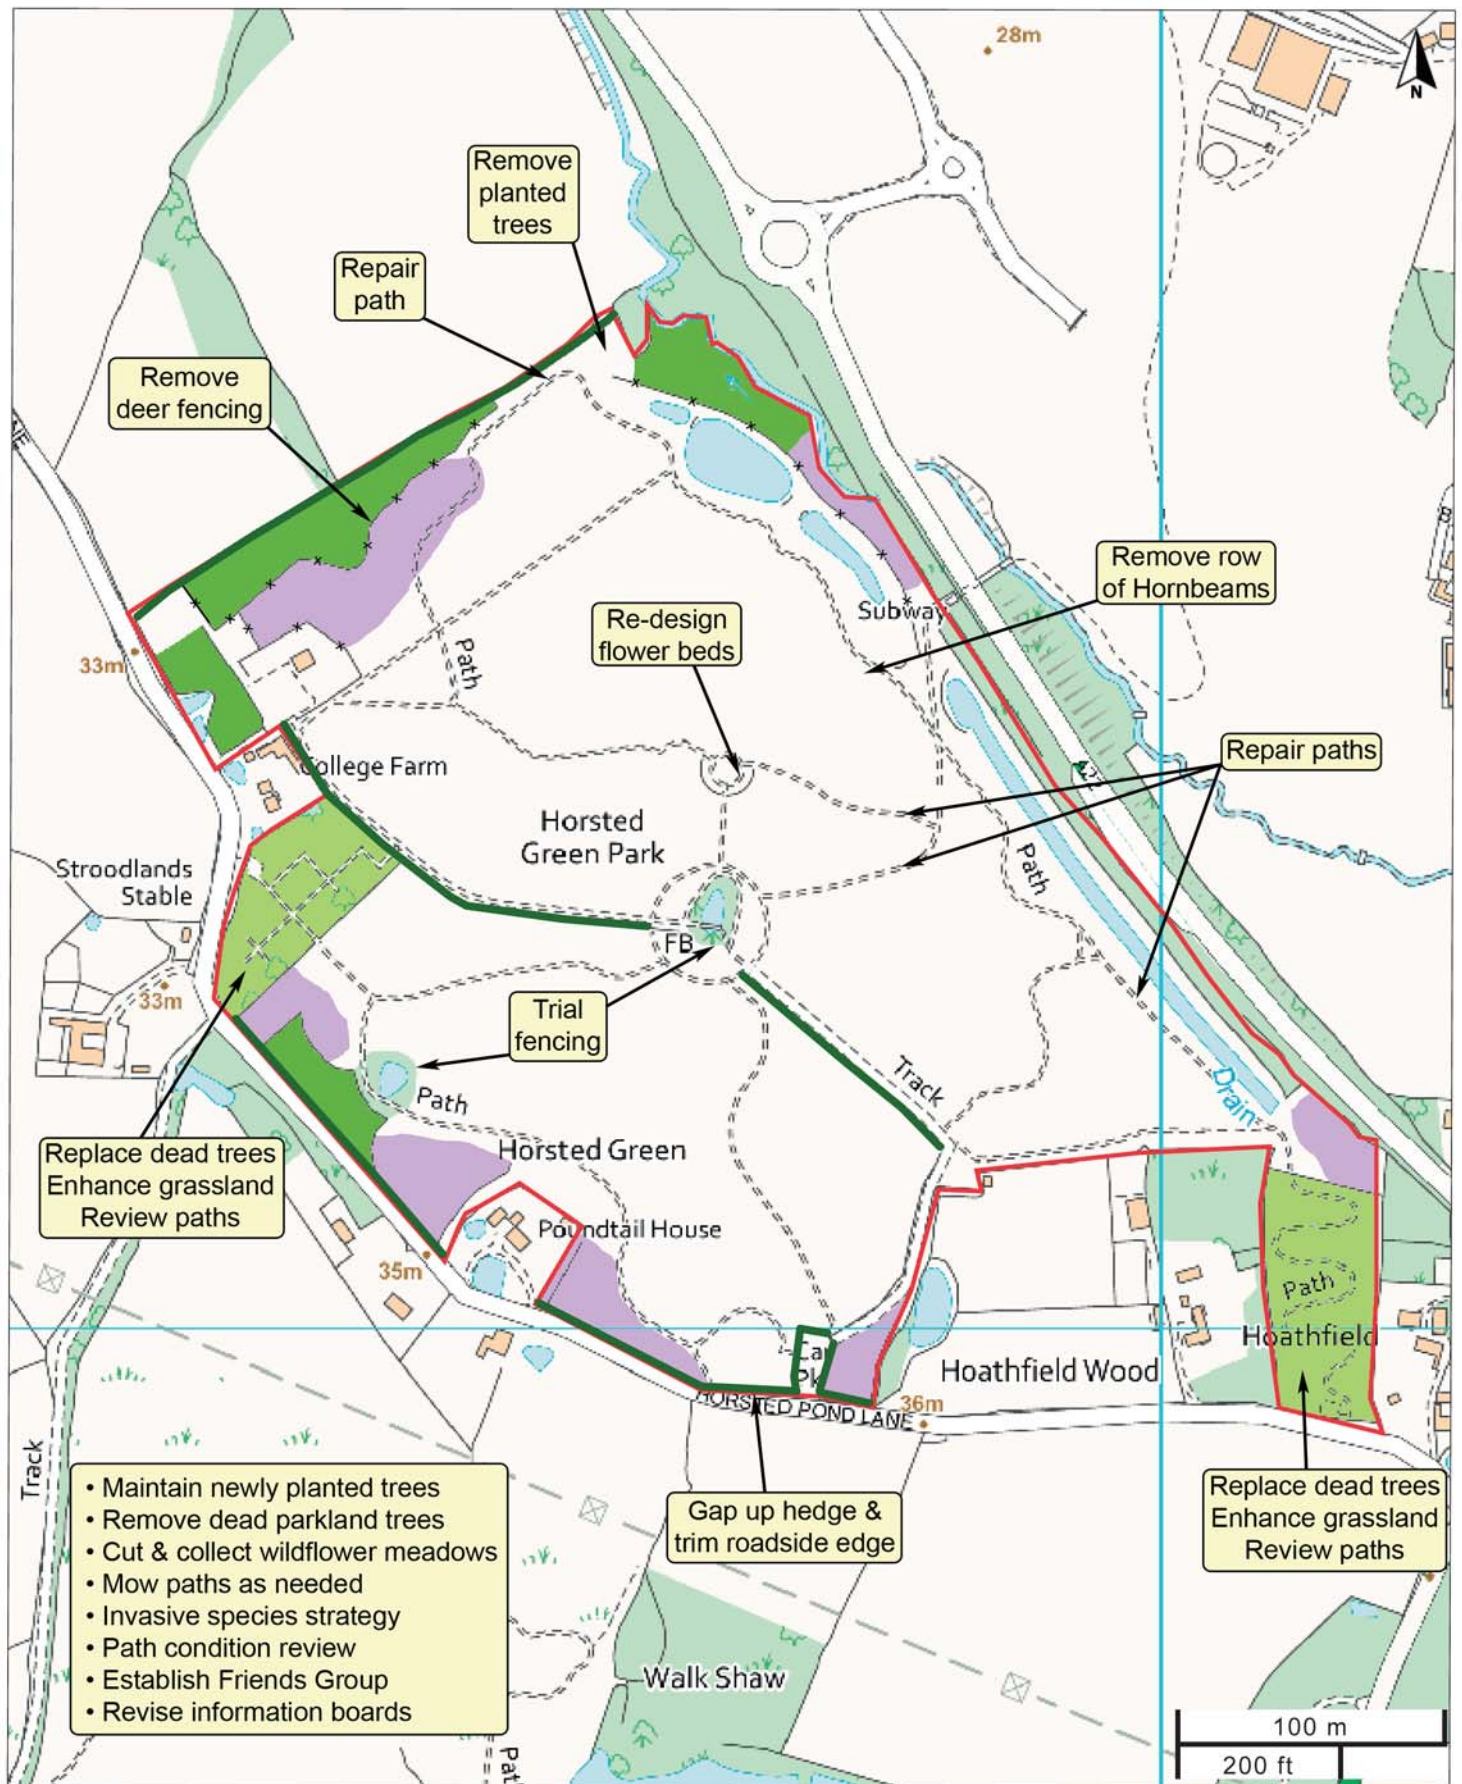 28m
N
Remove
planted
trees
Repair
path
Remove
deer fencing
NE
B
Remove row
of Hornbeams
Subway
Re-design
flower beds
33m
Path
Repair paths
College Farm
Horsted
Green Park
Path
Stroodlands
Stable
FB
33m
Trial
fencing
Track
Drain
Path
Replace dead trees
Enhance grassland
Review paths
Horsted Green
Poundtail House
35m
Path
Hoathfield
Car
Pk
Hoathfield Wood
HORSTED POND LANE
36m
Track
• Maintain newly planted trees
• Remove dead parkland trees
• Cut & collect wildflower meadows
• Mow paths as needed
• Invasive species strategy
• Path condition review
• Establish Friends Group
• Revise information boards
Gap up hedge &
trim roadside edge
Replace dead trees
Enhance grassland
Review paths
Walk Shaw
Pat
100 m
200 ft